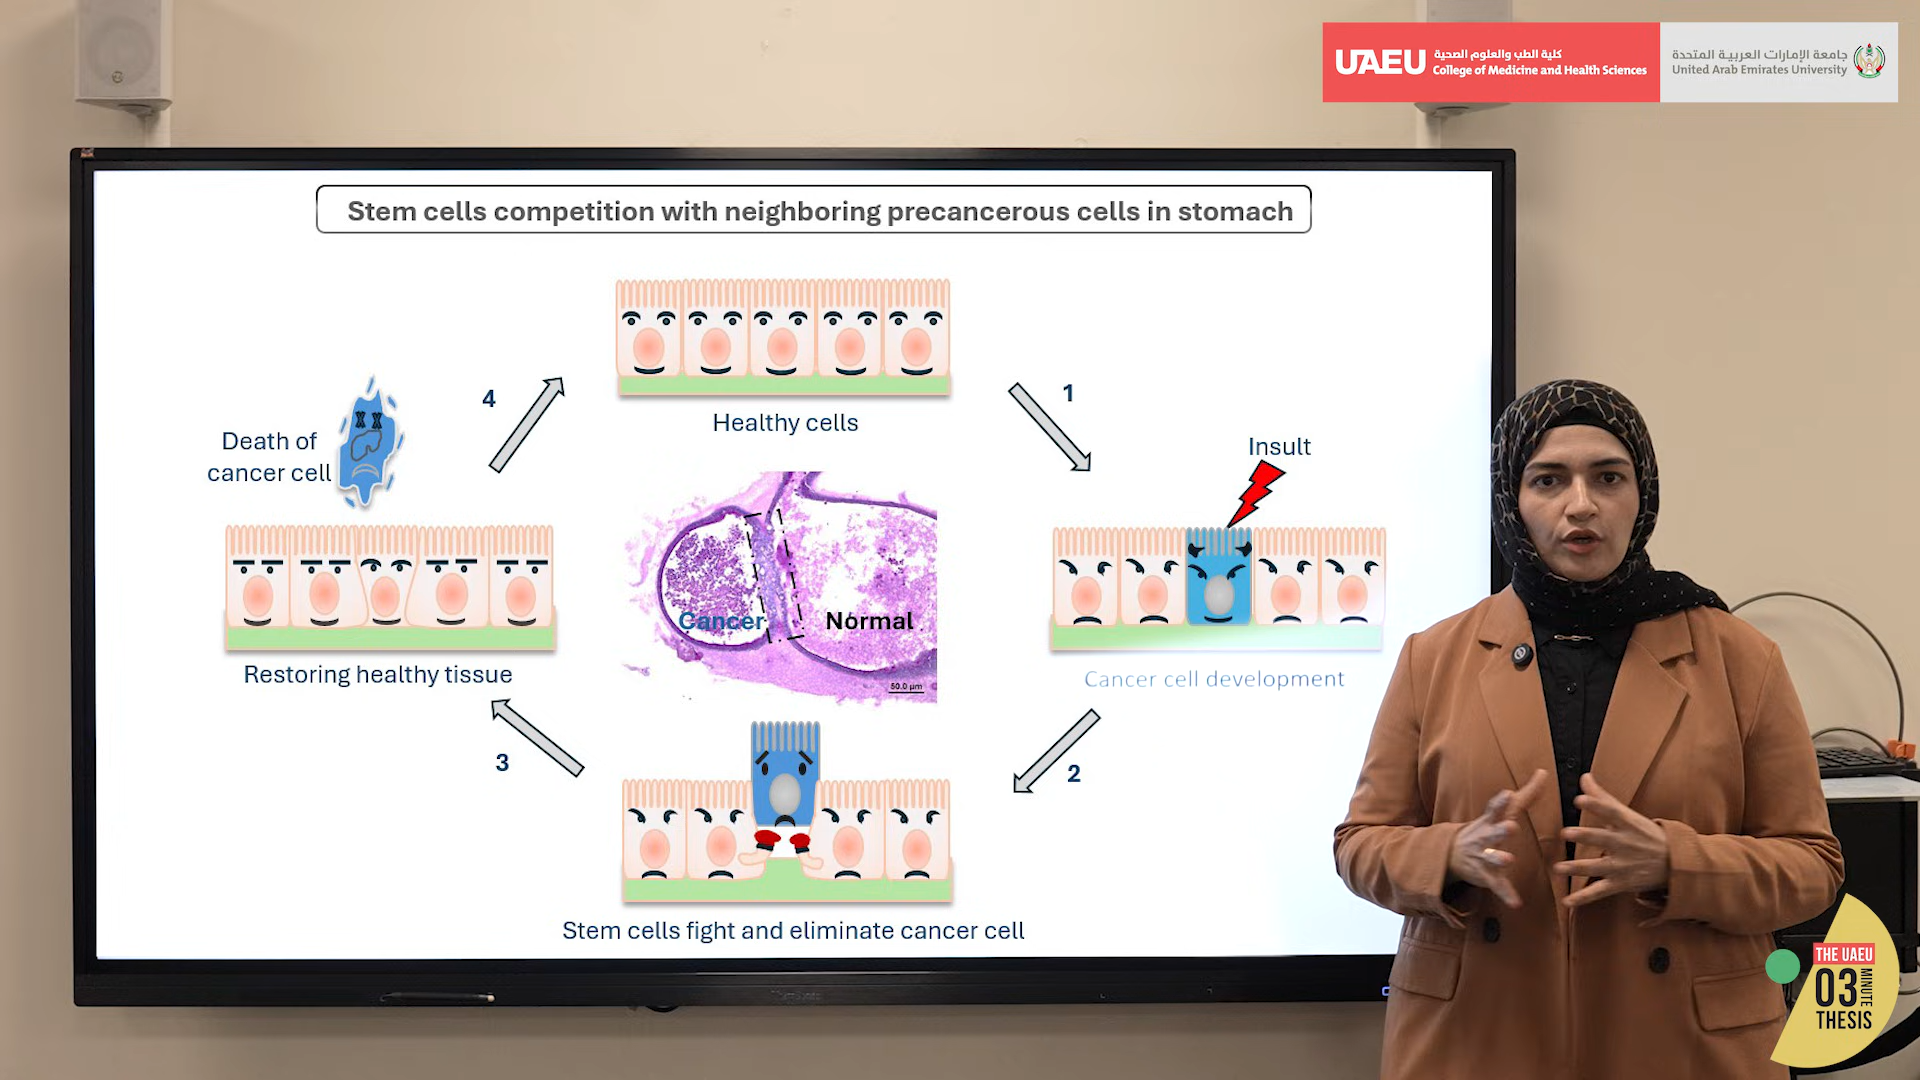 UAEU
كلية الطب والعلوم الصحية
College of Medicine and Health Sciences
جامعة الإمارات العربية المتحدة
United Arab Emirates University
Stem cells competition with neighboring precancerous cells in stomach
Healthy cells
1
Insult
Cancer cell development
2
Stem cells fight and eliminate cancer cell
3
Restoring healthy tissue
Death of
cancer cell
4
Cancer
Normal
50.0 µm
THE UAEU
03
MINUTE
THESIS